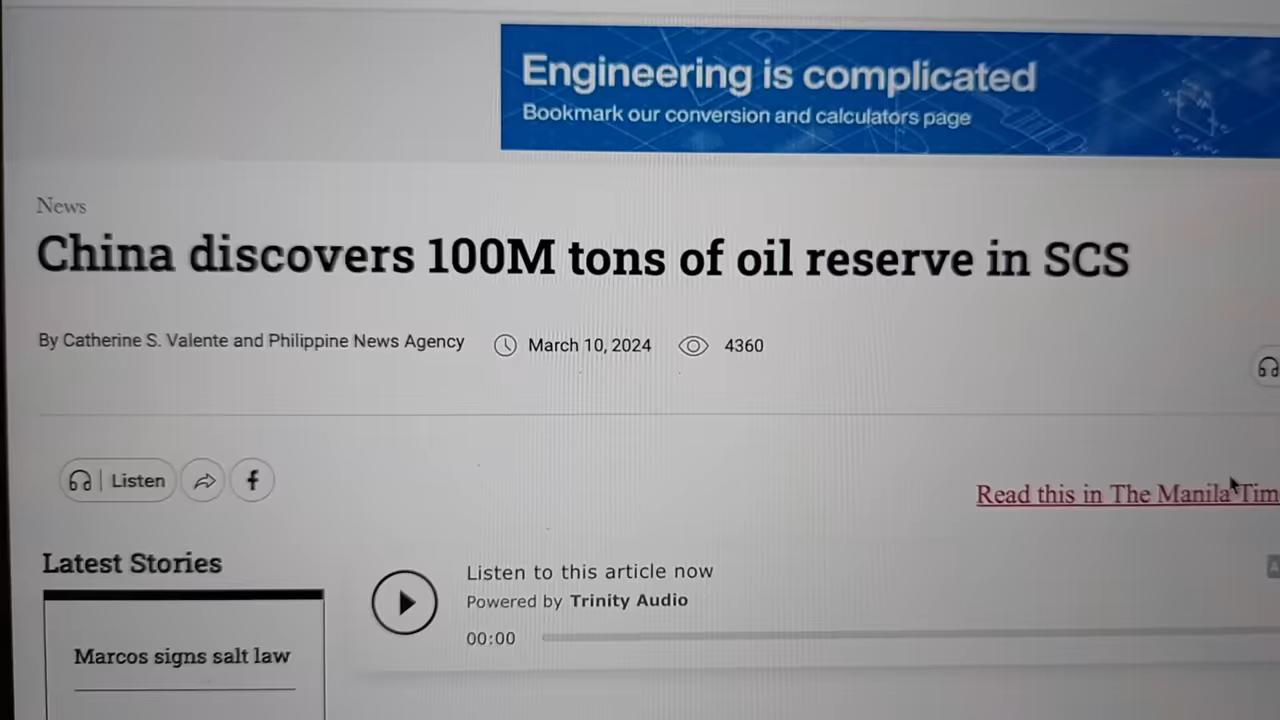 Engineering is complicated
Bookmark our conversion and calculators page
News
China discovers 100M tons of oil reserve in SCS
By Catherine S. Valente and Philippine News Agency March 10, 2024 4360
Listen
Read this in The Manila Tim
Latest Stories
Listen to this article now
Powered by Trinity Audio
00:00
Marcos signs salt law